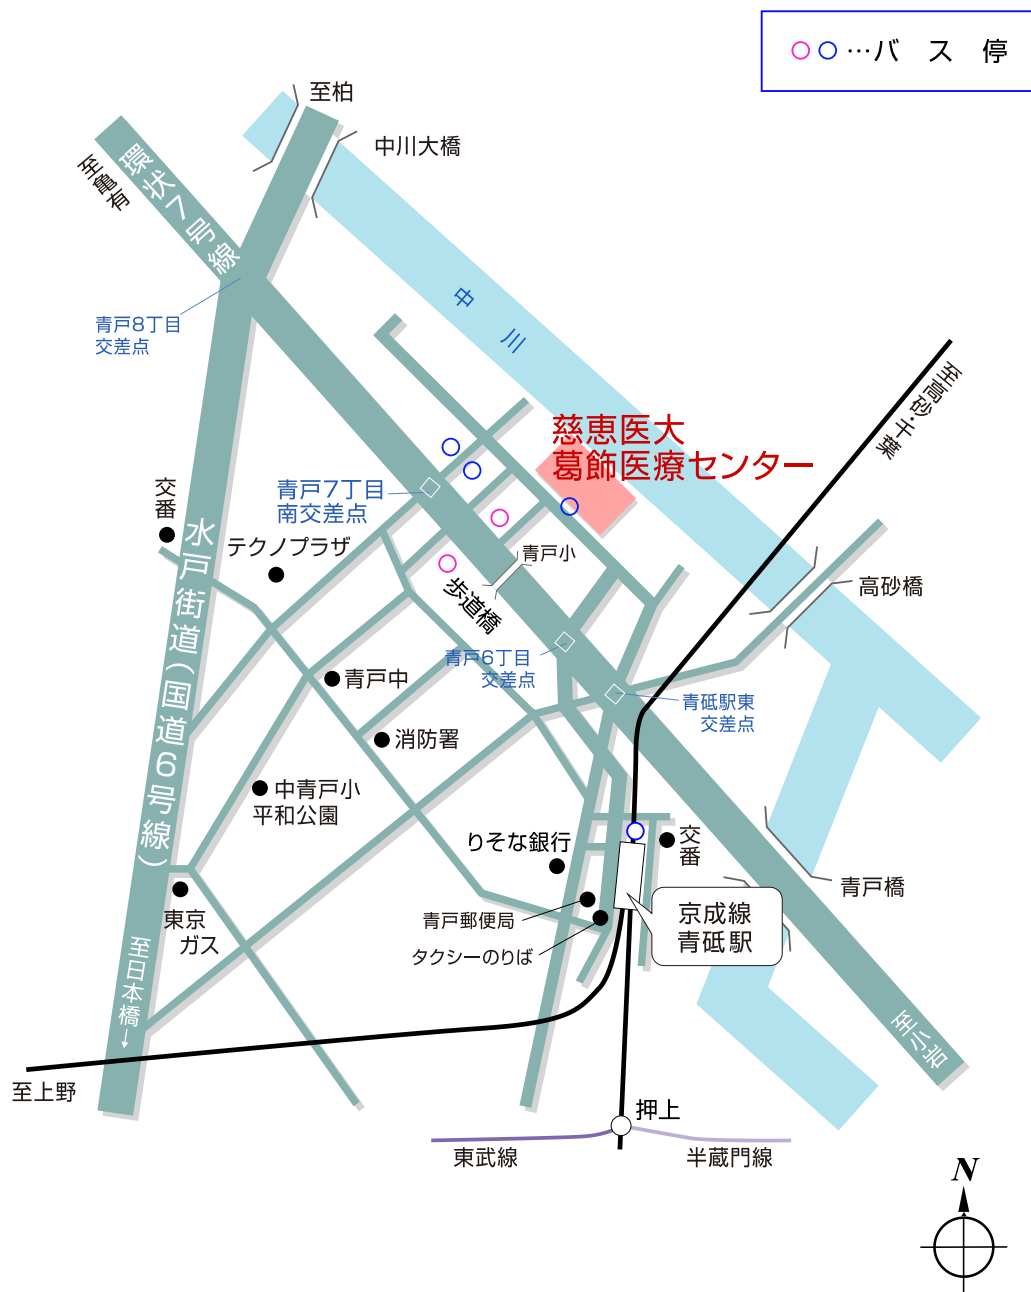 …バス停
至柏
中川大橋
至亀有
環状7号線
中川
青戸8丁目
交差点
至高砂・千葉
慈恵医大
葛飾医療センター
交番
青戸7丁目
南交差点
水戸街道(国道6号線)
テクノプラザ
青戸小
歩道橋
高砂橋
青戸6丁目
交差点
青戸中
青砥駅東
交差点
消防署
中青戸小
平和公園
りそな銀行
交番
青戸橋
東京
ガス
青戸郵便局
京成線
青砥駅
タクシーのりば
至日本橋→
至小岩
至上野
押上
東武線
半蔵門線
N